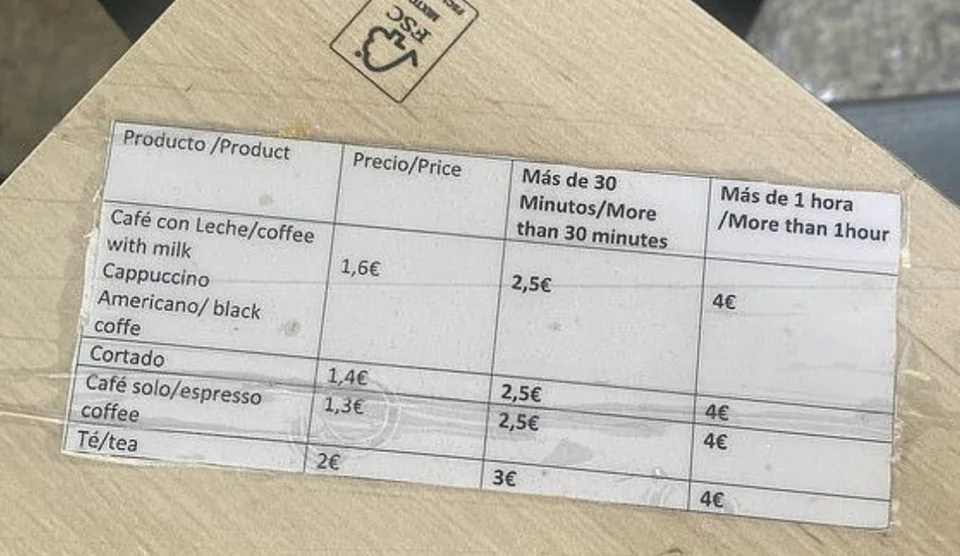 FSC
MIXTO
Producto /Product
Precio/Price
Más de 30
Minutos/More
than 30 minutes
Más de 1 hora
/More than 1hour
Café con Leche/coffee
with milk
Cappuccino
Americano/ black
coffe
1,6€
2,5€
4€
Cortado
1,4€
2,5€
4€
Café solo/espresso
coffee
1,3€
2,5€
4€
Té/tea
2€
3€
4€